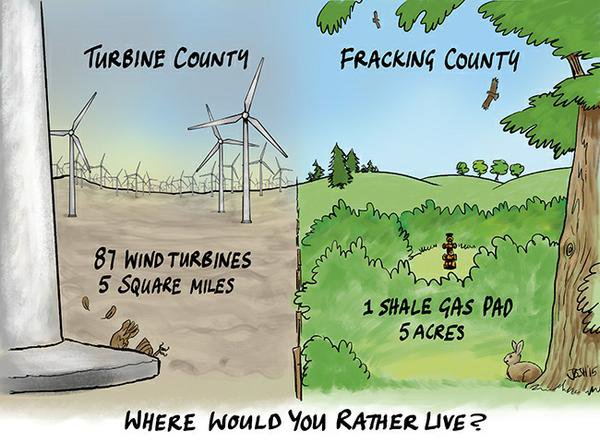 TURBINE COUNTY
87 WIND TURBINES
5 SQUARE MILES
FRACKING COUNTY
1 SHALE GAS PAD
5 ACRES
JOSH 15
WHERE WOULD YOU RATHER LIVE?